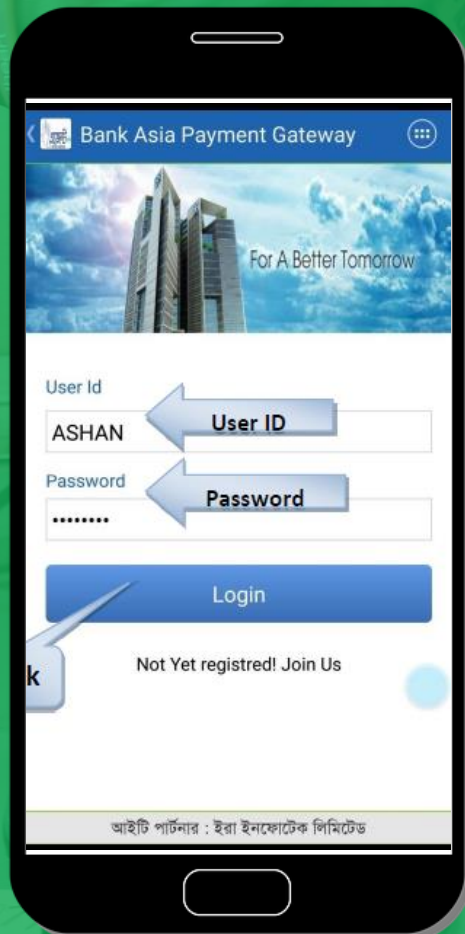 Bank Asia Payment Gateway
For A Better Tomorrow
User Id
ASHAN
User ID
Password
Password
••••••••
Login
k
Not Yet registred! Join Us
আইটি পার্টনার : ইরা ইনফোটেক লিমিটেড